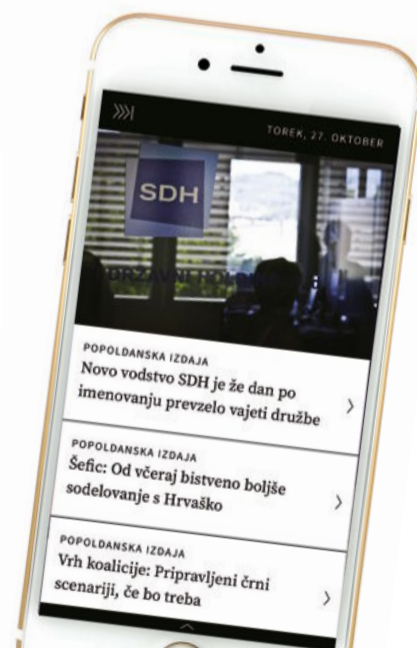 TOREK, 27. OKTOBER
SDH
POPOLDANSKA IZDAJA
Novo vodstvo SDH je že dan po
imenovanju prevzelo vajeti družbe
POPOLDANSKA IZDAJA
Šefic: Od včeraj bistveno boljše
sodelovanje s Hrvaško
POPOLDANSKA IZDAJA
Vrh koalicije: Pripravljeni črni
scenariji, če bo treba